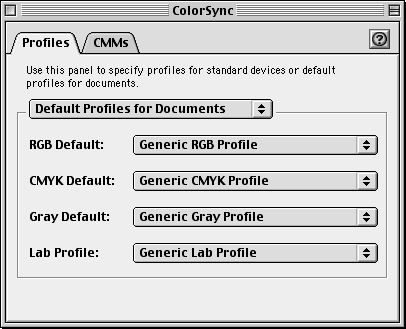 ColorSync
Profiles CMMs ?
Use this panel to specify profiles for standard devices or default
profiles for documents.
Default Profiles for Documents
RGB Default: Generic RGB Profile
CMYK Default: Generic CMYK Profile
Gray Default: Generic Gray Profile
Lab Profile: Generic Lab Profile